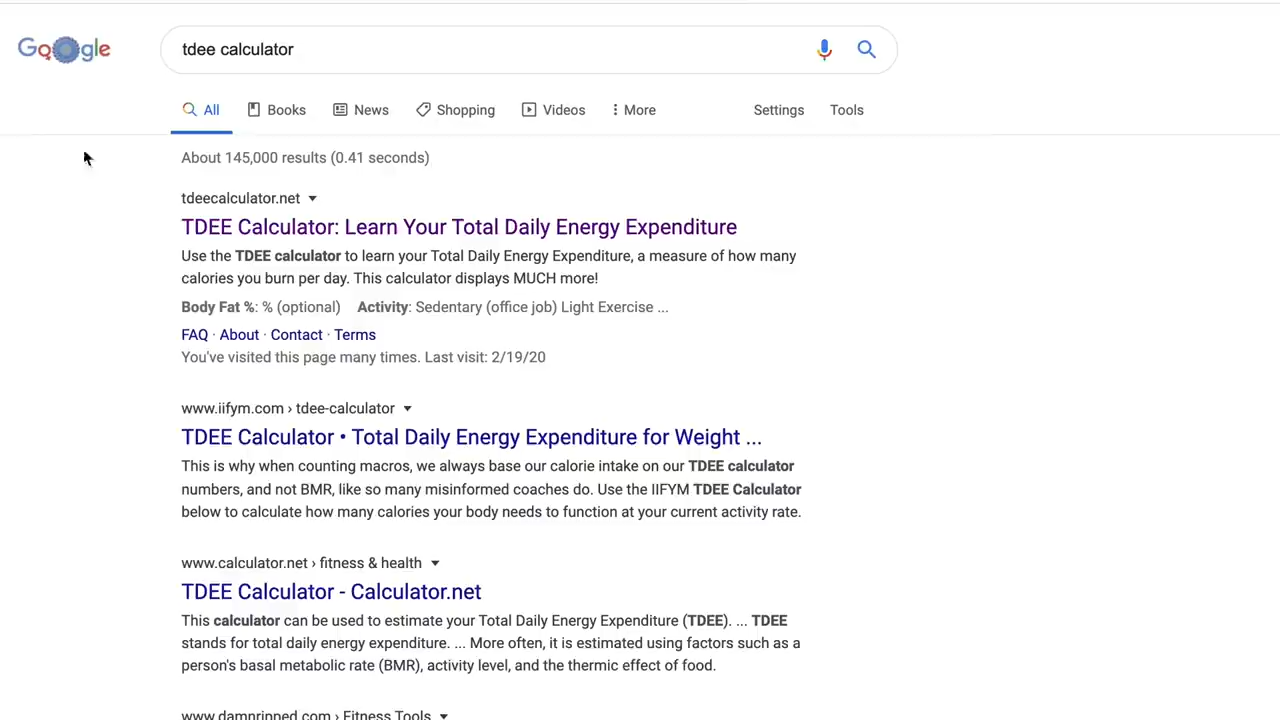 Google
tdee calculator
All Books News Shopping Videos More Settings Tools
About 145,000 results (0.41 seconds)
tdeecalculator.net
TDEE Calculator: Learn Your Total Daily Energy Expenditure
Use the TDEE calculator to learn your Total Daily Energy Expenditure, a measure of how many
calories you burn per day. This calculator displays MUCH more!
Body Fat %: % (optional) Activity: Sedentary (office job) Light Exercise ...
FAQ · About · Contact · Terms
You've visited this page many times. Last visit: 2/19/20
www.iifym.com › tdee-calculator
TDEE Calculator • Total Daily Energy Expenditure for Weight ...
This is why when counting macros, we always base our calorie intake on our TDEE calculator
numbers, and not BMR, like so many misinformed coaches do. Use the IIFYM TDEE Calculator
below to calculate how many calories your body needs to function at your current activity rate.
www.calculator.net › fitness & health
TDEE Calculator - Calculator.net
This calculator can be used to estimate your Total Daily Energy Expenditure (TDEE). ... TDEE
stands for total daily energy expenditure. ... More often, it is estimated using factors such as a
person's basal metabolic rate (BMR), activity level, and the thermic effect of food.
www.damnripped.com › Fitness Tools